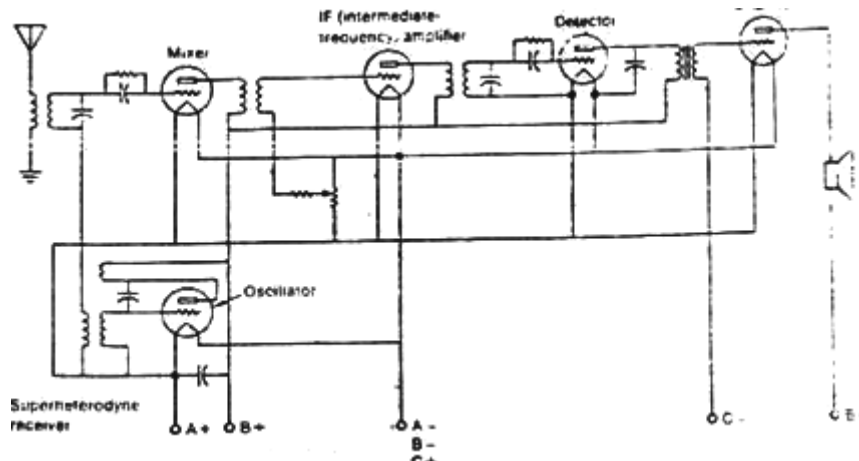 IF (intermediate-
frequency, amplifier
Detector
Mixer
Oscillator
Superheterodyne
receiver
A+
B+
A -
B -
C+
C -
B